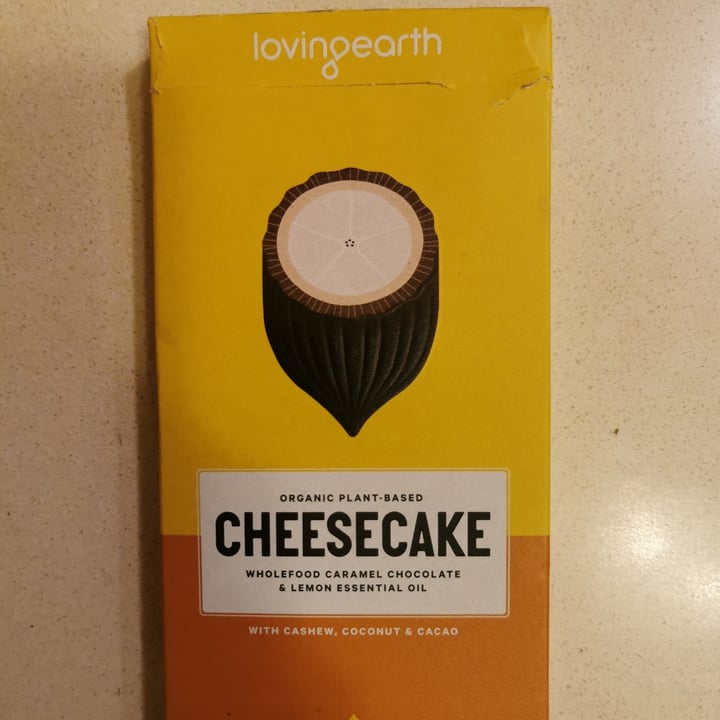 lovingearth
ORGANIC PLANT-BASED
CHEESECAKE
WHOLEFOOD CARAMEL CHOCOLATE
& LEMON ESSENTIAL OIL
WITH CASHEW, COCONUT & CACAO